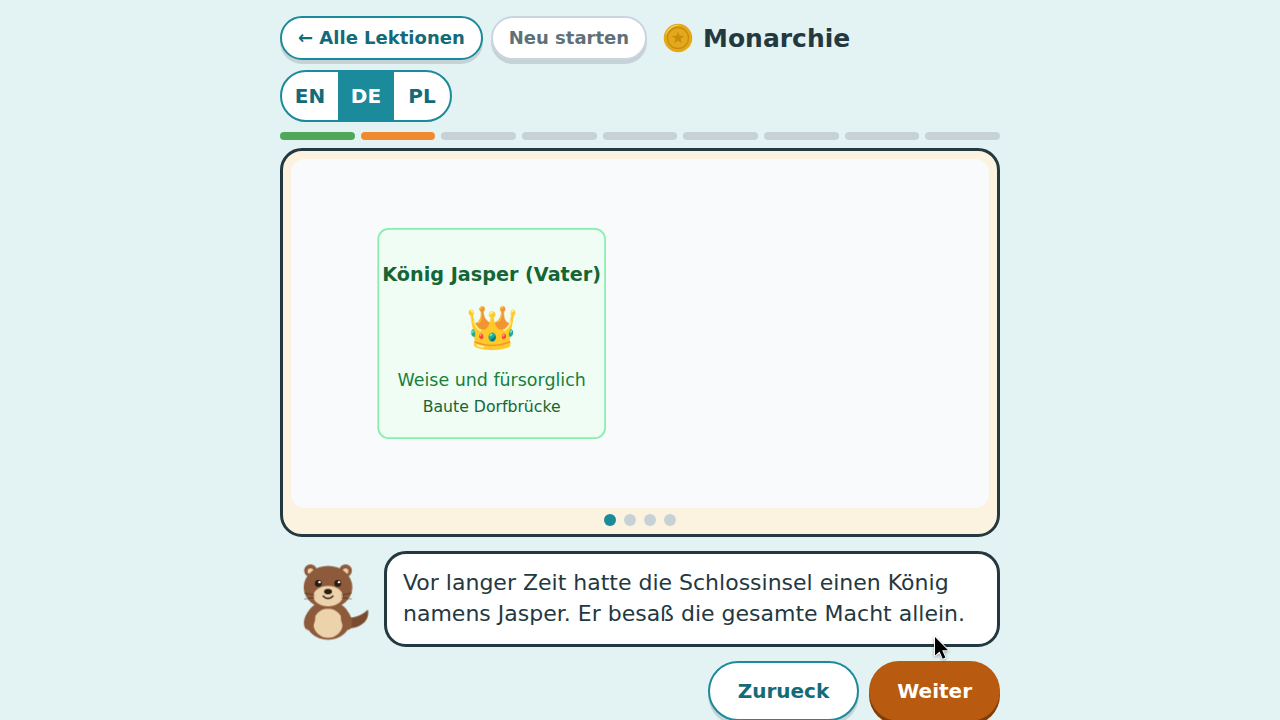 ← Alle Lektionen
Neu starten
Monarchie
EN
DE
PL
König Jasper (Vater)
Weise und fürsorglich
Baute Dorfbrücke
Vor langer Zeit hatte die Schlossinsel einen König
namens Jasper. Er besaß die gesamte Macht allein.
Zurueck
Weiter